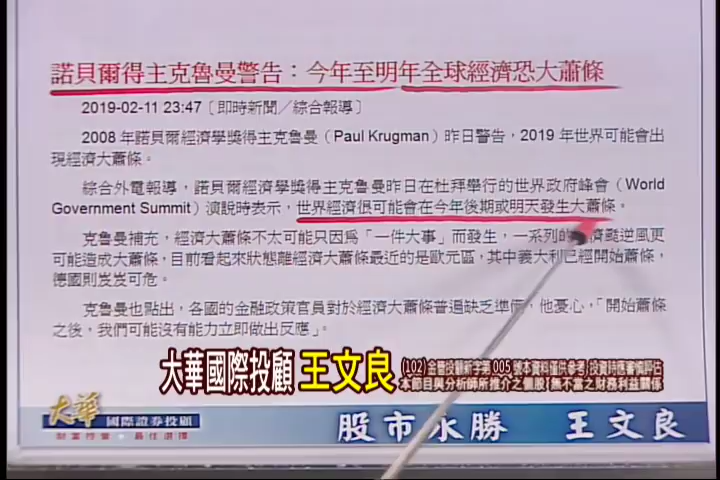 諾貝爾得主克魯曼警告：今年至明年全球經濟恐大蕭條
2019-02-11 23:47〔即時新聞／綜合報導〕
2008 年諾貝爾經濟學獎得主克魯曼（Paul Krugman）昨日警告，2019 年世界可能會出
現經濟大蕭條。
綜合外電報導，諾貝爾經濟學獎得主克魯曼昨日在杜拜舉行的世界政府峰會（World
Government Summit）演說時表示，世界經濟很可能會在今年後期或明天發生大蕭條。
克魯曼補充，經濟大蕭條不太可能只因為「一件大事」而發生，一系列的 濟颶逆風更
可能造成大蕭條，目前看起來狀態離經濟大蕭條最近的是歐元區，其中義大利已經開始蕭條，
德國則岌岌可危。
克魯曼也點出，各國的金融政策官員對於經濟大蕭條普遍缺乏準備，他憂心，「開始蕭條
之後，我們可能沒有能力立即做出反應」。
大華國際投顧 王文良
(102)金管投顧新字第 005 號本資料僅供參考 投資時應審慎評估
本節目與分析師所推介之個股 無不當之財務利益關係
大華 國際證券投顧
財富控管 ● 最佳選擇
股市永勝 王文良